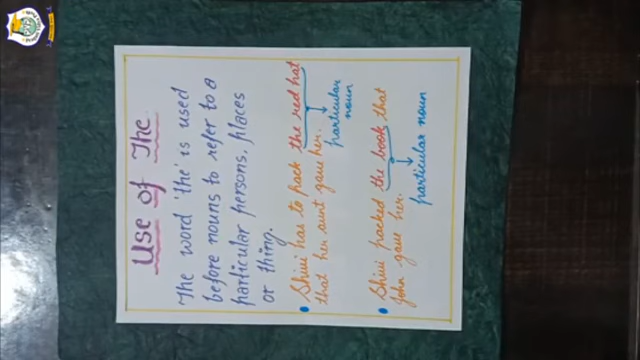 Use of The
The word 'the' is used
before nouns to refer to a
particular persons, places
or thing.
Shivi has to pack the red hat
that her aunt gave her.
particular
noun
Shivi packed the book that
John gave her.
particular noun